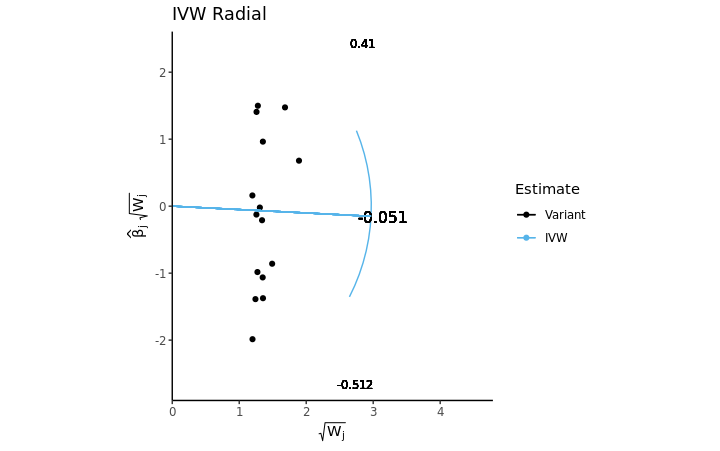 IVW Radial
0.41
2
1
0
-1
-2
β̂j √Wj
-0.051
-0.512
0 1 2 3 4
√Wj
Estimate
Variant
IVW